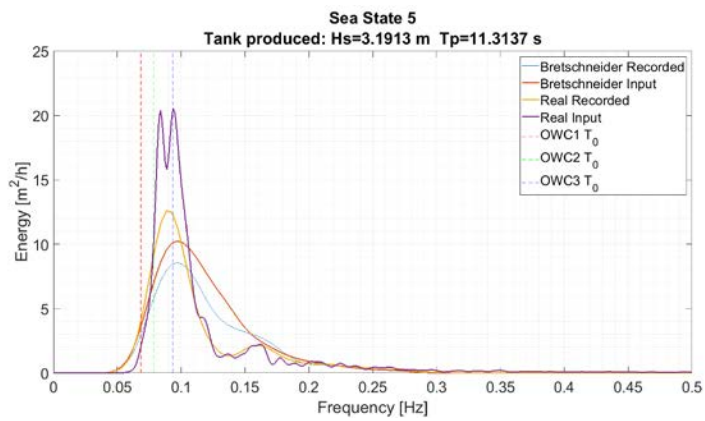 Sea State 5
Tank produced: Hs=3.1913 m  Tp=11.3137 s
25
20
15
10
5
0
Energy [m²/h]
Bretschneider Recorded
Bretschneider Input
Real Recorded
Real Input
OWC1 T₀
OWC2 T₀
OWC3 T₀
0 0.05 0.1 0.15 0.2 0.25 0.3 0.35 0.4 0.45 0.5
Frequency [Hz]